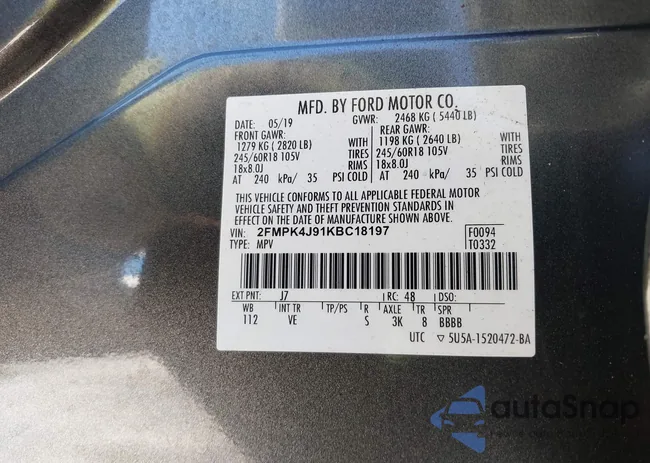 MFD. BY FORD MOTOR CO.
DATE: 05/19 GVWR: 2468 KG ( 5440 LB)
FRONT GAWR: REAR GAWR:
1279 KG ( 2820 LB) WITH 1198 KG ( 2640 LB) WITH
245/60R18 105V TIRES 245/60R18 105V TIRES
18x8.0J RIMS 18x8.0J RIMS
AT 240 kPa/ 35 PSI COLD AT 240 kPa/ 35 PSI COLD
THIS VEHICLE CONFORMS TO ALL APPLICABLE FEDERAL MOTOR
VEHICLE SAFETY AND THEFT PREVENTION STANDARDS IN
EFFECT ON THE DATE OF MANUFACTURE SHOWN ABOVE.
VIN: 2FMPK4J91KBC18197 F0094
TYPE: MPV T0332
EXT PNT: J7 RC: 48 DSO:
WB INT TR TP/PS R AXLE TR SPR
112 VE S 3K 8 BBBB
UTC ▽ 5U5A-1520472-BA
autoSnap